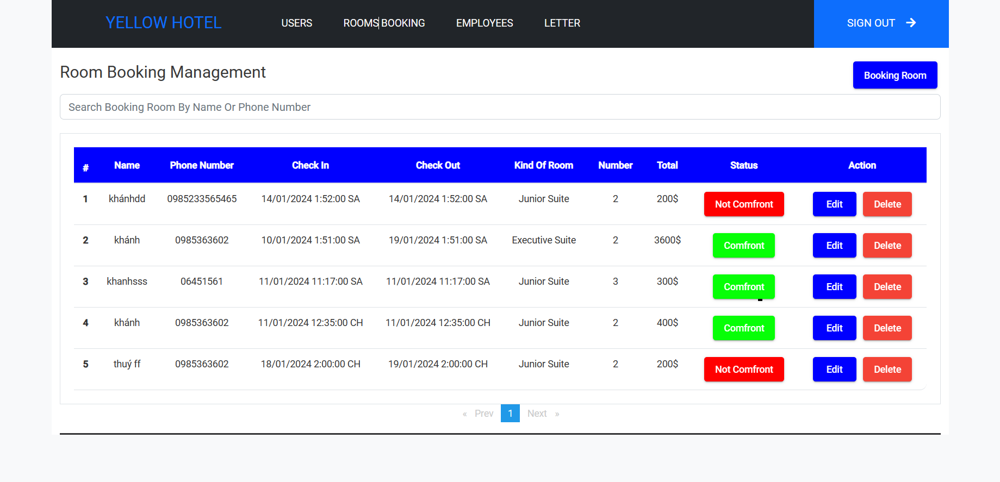 YELLOW HOTEL USERS ROOMS BOOKING EMPLOYEES LETTER SIGN OUT
Room Booking Management
Booking Room
Search Booking Room By Name Or Phone Number
# Name Phone Number Check In Check Out Kind Of Room Number Total Status Action
1 khánhdd 0985233565465 14/01/2024 1:52:00 SA 14/01/2024 1:52:00 SA Junior Suite 2 200$ Not Comfront Edit Delete
2 khánh 0985363602 10/01/2024 1:51:00 SA 19/01/2024 1:51:00 SA Executive Suite 2 3600$ Comfront Edit Delete
3 khanhsss 06451561 11/01/2024 11:17:00 SA 11/01/2024 11:17:00 SA Junior Suite 3 300$ Comfront Edit Delete
4 khánh 0985363602 11/01/2024 12:35:00 CH 11/01/2024 12:35:00 CH Junior Suite 2 400$ Comfront Edit Delete
5 thuý ff 0985363602 18/01/2024 2:00:00 CH 19/01/2024 2:00:00 CH Junior Suite 2 200$ Not Comfront Edit Delete
« Prev 1 Next »